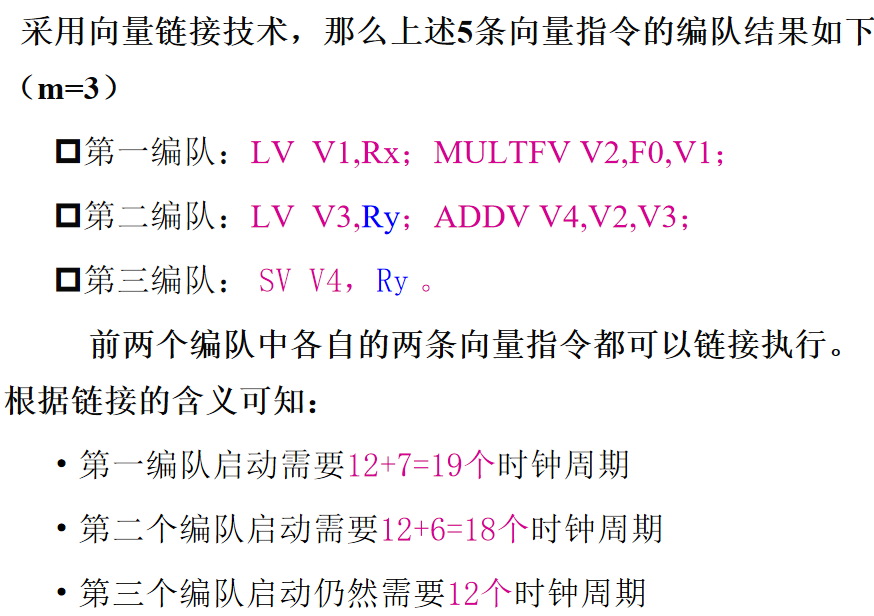 采用向量链接技术，那么上述5条向量指令的编队结果如下
（m=3）
第一编队：LV V1,Rx；MULTFV V2,F0,V1；
第二编队：LV V3,Ry；ADDV V4,V2,V3；
第三编队： SV V4，Ry 。
前两个编队中各自的两条向量指令都可以链接执行。
根据链接的含义可知：
• 第一编队启动需要12+7=19个时钟周期
• 第二个编队启动需要12+6=18个时钟周期
• 第三个编队启动仍然需要12个时钟周期